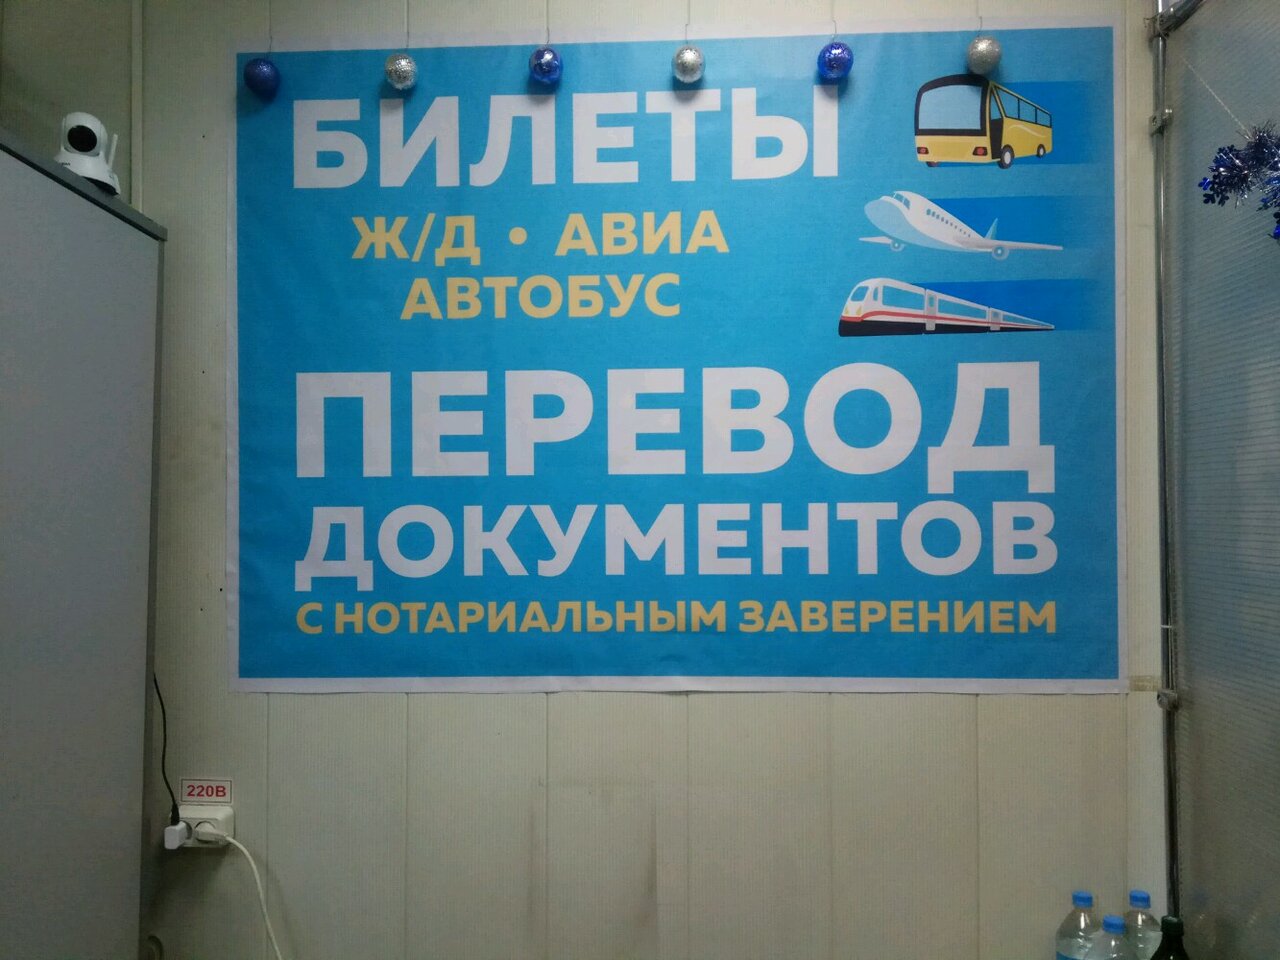 БИЛЕТЫ
Ж/Д • АВИА
АВТОБУС
ПЕРЕВОД
ДОКУМЕНТОВ
С НОТАРИАЛЬНЫМ ЗАВЕРЕНИЕМ
220В